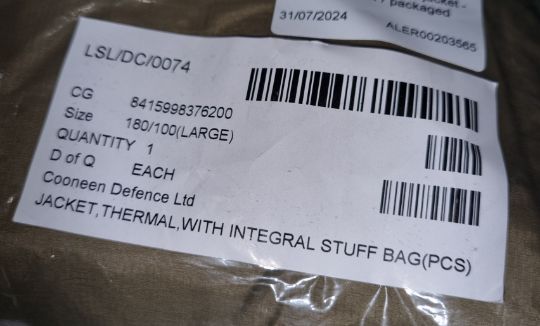 jacket -
packaged
31/07/2024
ALER00203565
LSL/DC/0074
CG 8415998376200
Size 180/100(LARGE)
QUANTITY 1
D of Q EACH
Cooneen Defence Ltd
JACKET,THERMAL,WITH INTEGRAL STUFF BAG(PCS)